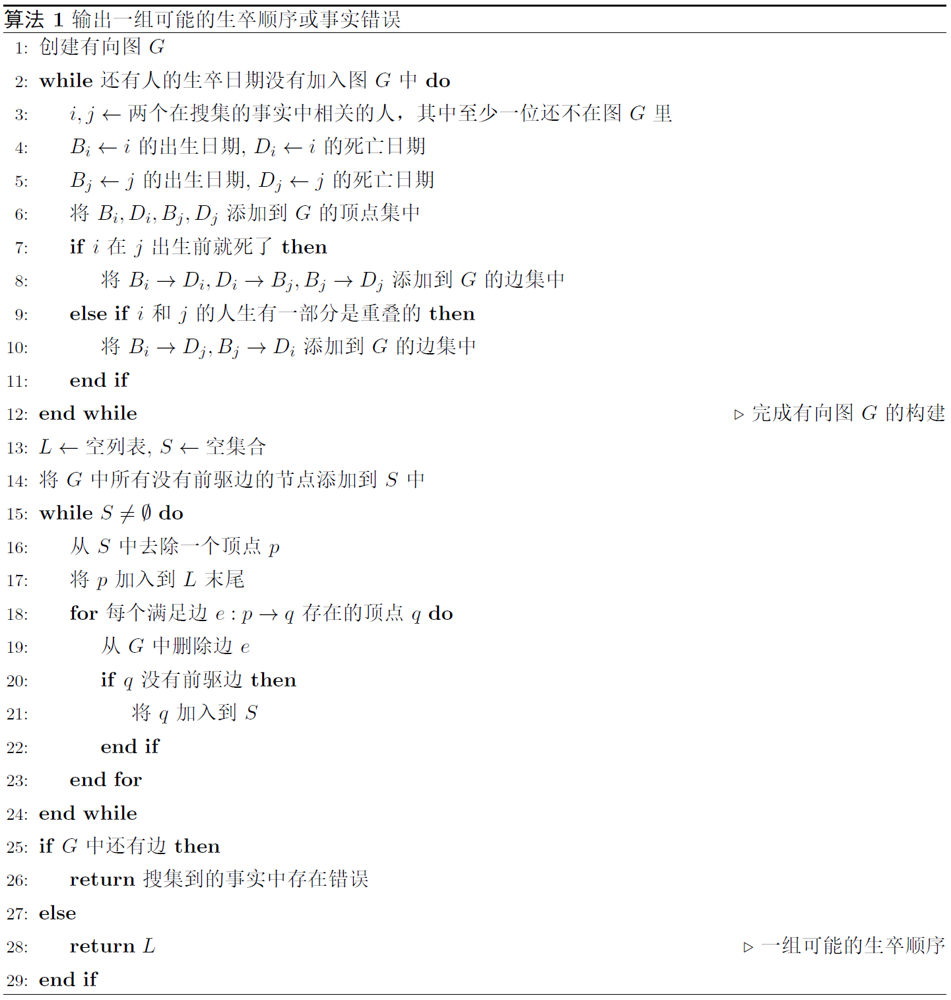 算法 1 输出一组可能的生卒顺序或事实错误
1: 创建有向图 G
2: while 还有人的生卒日期没有加入图 G 中 do
3: i, j ← 两个在搜集的事实中相关的人，其中至少一位还不在图 G 里
4: B_i ← i 的出生日期, D_i ← i 的死亡日期
5: B_j ← j 的出生日期, D_j ← j 的死亡日期
6: 将 B_i, D_i, B_j, D_j 添加到 G 的顶点集中
7: if i 在 j 出生前就死了 then
8: 将 B_i → D_i, D_i → B_j, B_j → D_j 添加到 G 的边集中
9: else if i 和 j 的人生有一部分是重叠的 then
10: 将 B_i → D_j, B_j → D_i 添加到 G 的边集中
11: end if
12: end while ▷ 完成有向图 G 的构建
13: L ← 空列表, S ← 空集合
14: 将 G 中所有没有前驱边的节点添加到 S 中
15: while S ≠ ∅ do
16: 从 S 中去除一个顶点 p
17: 将 p 加入到 L 末尾
18: for 每个满足边 e : p → q 存在的顶点 q do
19: 从 G 中删除边 e
20: if q 没有前驱边 then
21: 将 q 加入到 S
22: end if
23: end for
24: end while
25: if G 中还有边 then
26: return 搜集到的事实中存在错误
27: else
28: return L ▷ 一组可能的生卒顺序
29: end if